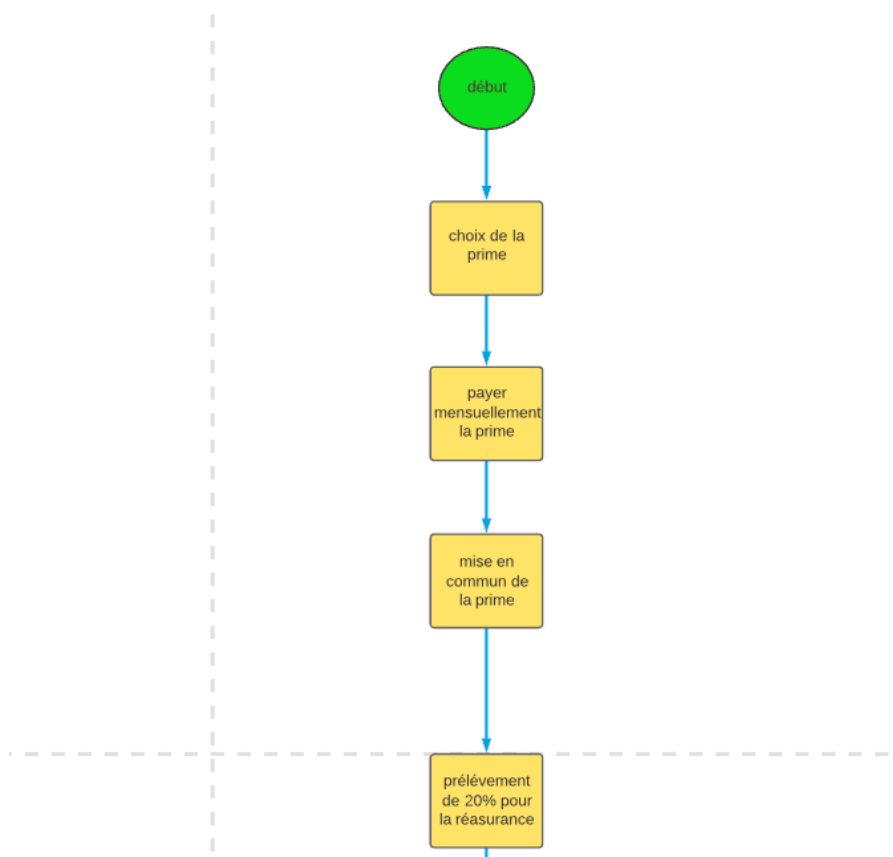 début
choix de la
prime
payer
mensuellement
la prime
mise en
commun de
la prime
prélévement
de 20% pour
la réasurance